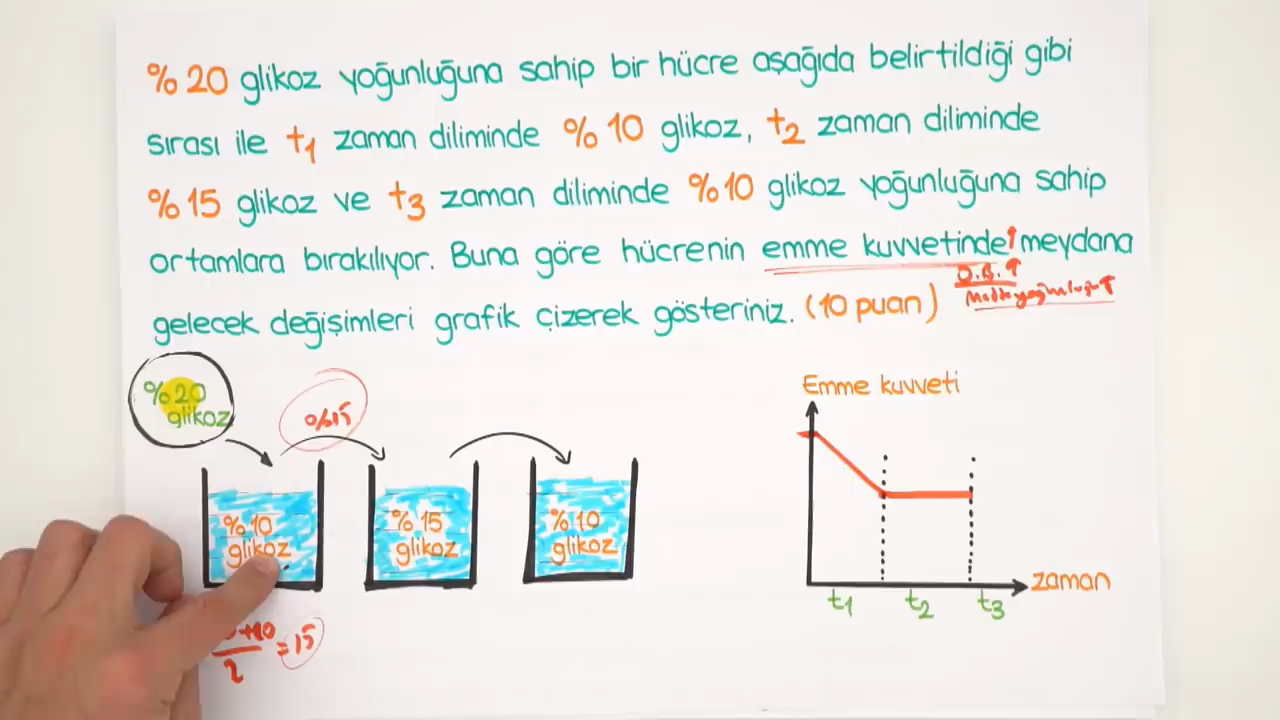 %20 glikoz yoğunluğuna sahip bir hücre aşağıda belirtildiği gibi
sırası ile t1 zaman diliminde %10 glikoz, t2 zaman diliminde
%15 glikoz ve t3 zaman diliminde %10 glikoz yoğunluğuna sahip
ortamlara bırakılıyor. Buna göre hücrenin emme kuvvetinde↑ meydana
O.B.↑
Madde yoğunluğu↑
gelecek değişimleri grafik çizerek gösteriniz. (10 puan)
%20
glikoz
%15
Emme kuvveti
%10
glikoz
%15
glikoz
%10
glikoz
zaman
t1 t2 t3
+10
2
=15